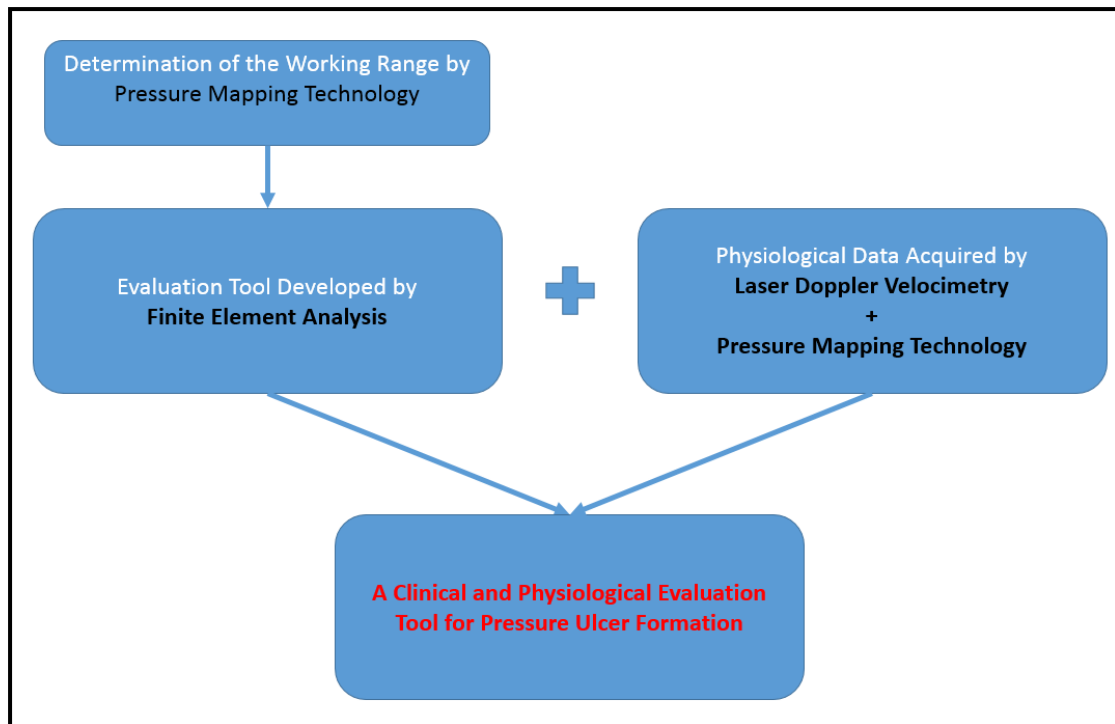 Determination of the Working Range by
Pressure Mapping Technology
Evaluation Tool Developed by
Finite Element Analysis
Physiological Data Acquired by
Laser Doppler Velocimetry
+
Pressure Mapping Technology
A Clinical and Physiological Evaluation
Tool for Pressure Ulcer Formation